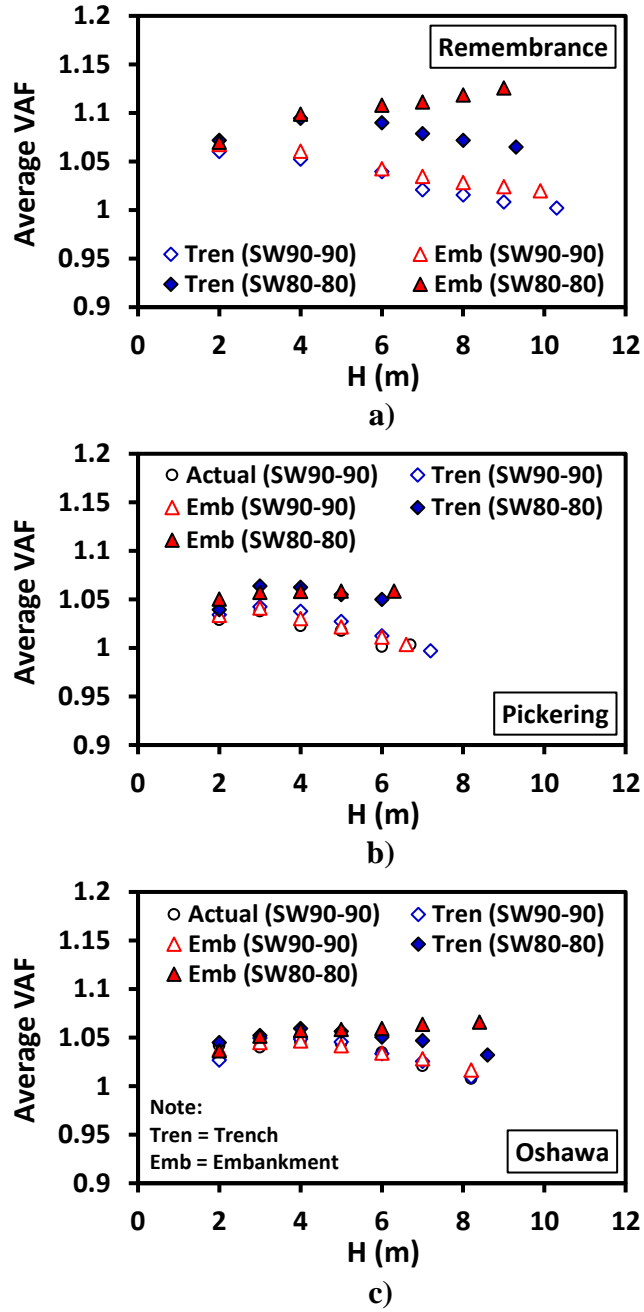 1.2
Remembrance
1.15
1.1
1.05
1
0.95
0.9
Average VAF
Tren (SW90-90) Emb (SW90-90)
Tren (SW80-80) Emb (SW80-80)
0 2 4 6 8 10 12
H (m)
a)
1.2
1.15
1.1
1.05
1
0.95
0.9
Average VAF
Actual (SW90-90) Tren (SW90-90)
Emb (SW90-90) Tren (SW80-80)
Emb (SW80-80)
Pickering
0 2 4 6 8 10 12
H (m)
b)
1.2
1.15
1.1
1.05
1
0.95
0.9
Average VAF
Actual (SW90-90) Tren (SW90-90)
Emb (SW90-90) Tren (SW80-80)
Emb (SW80-80)
Note:
Tren = Trench
Emb = Embankment
Oshawa
0 2 4 6 8 10 12
H (m)
c)